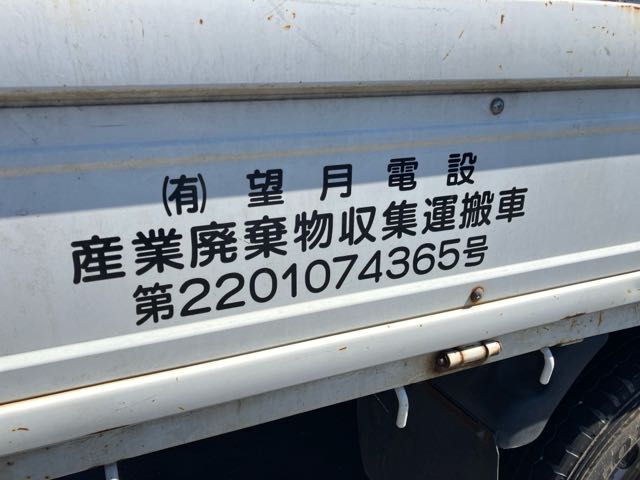 (有) 望月電設
産業廃棄物収集運搬車
第2201074365号